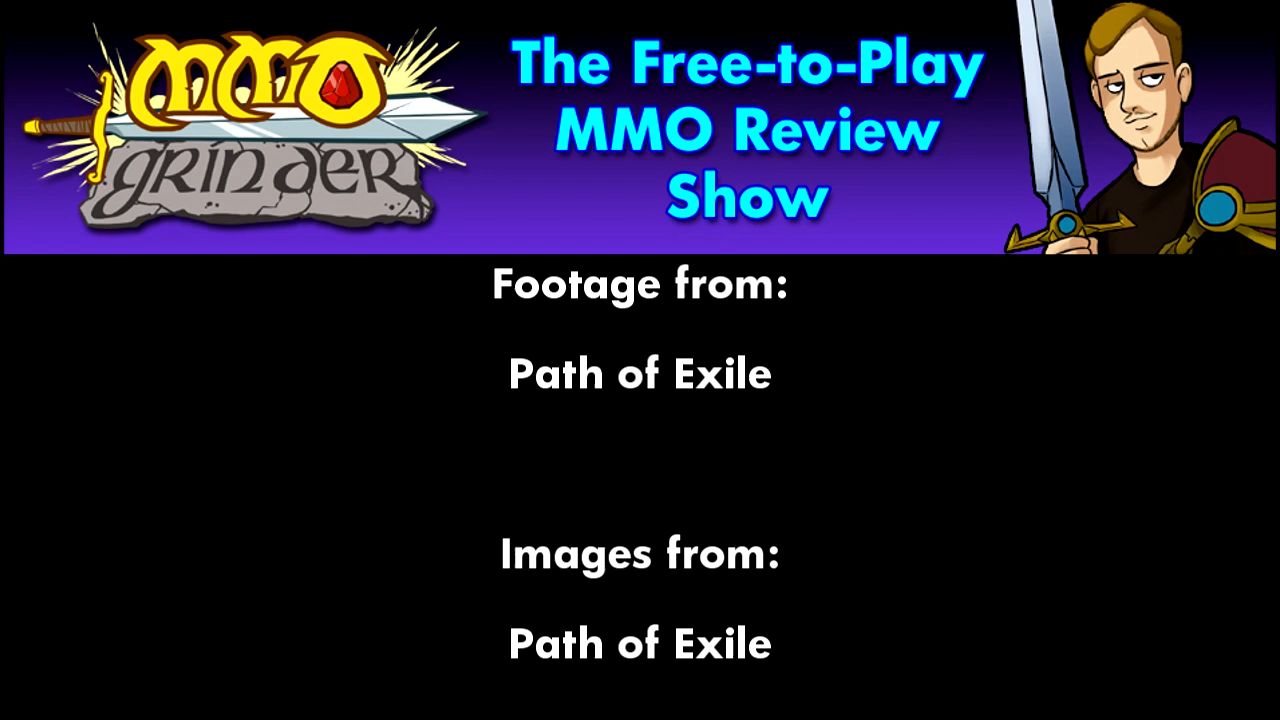 MMO
grinder
The Free-to-Play
MMO Review
Show
Footage from:
Path of Exile
Images from:
Path of Exile